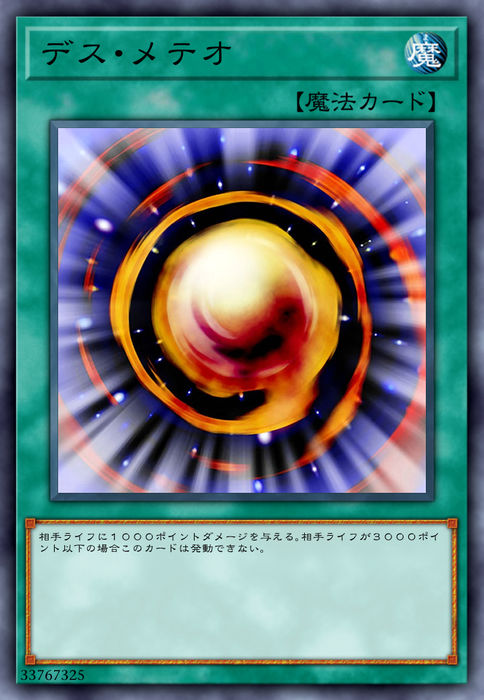 デス・メテオ
魔
【魔法カード】
相手ライフに１０００ポイントダメージを与える。相手ライフが３０００ポイ
ント以下の場合このカードは発動できない。
33767325